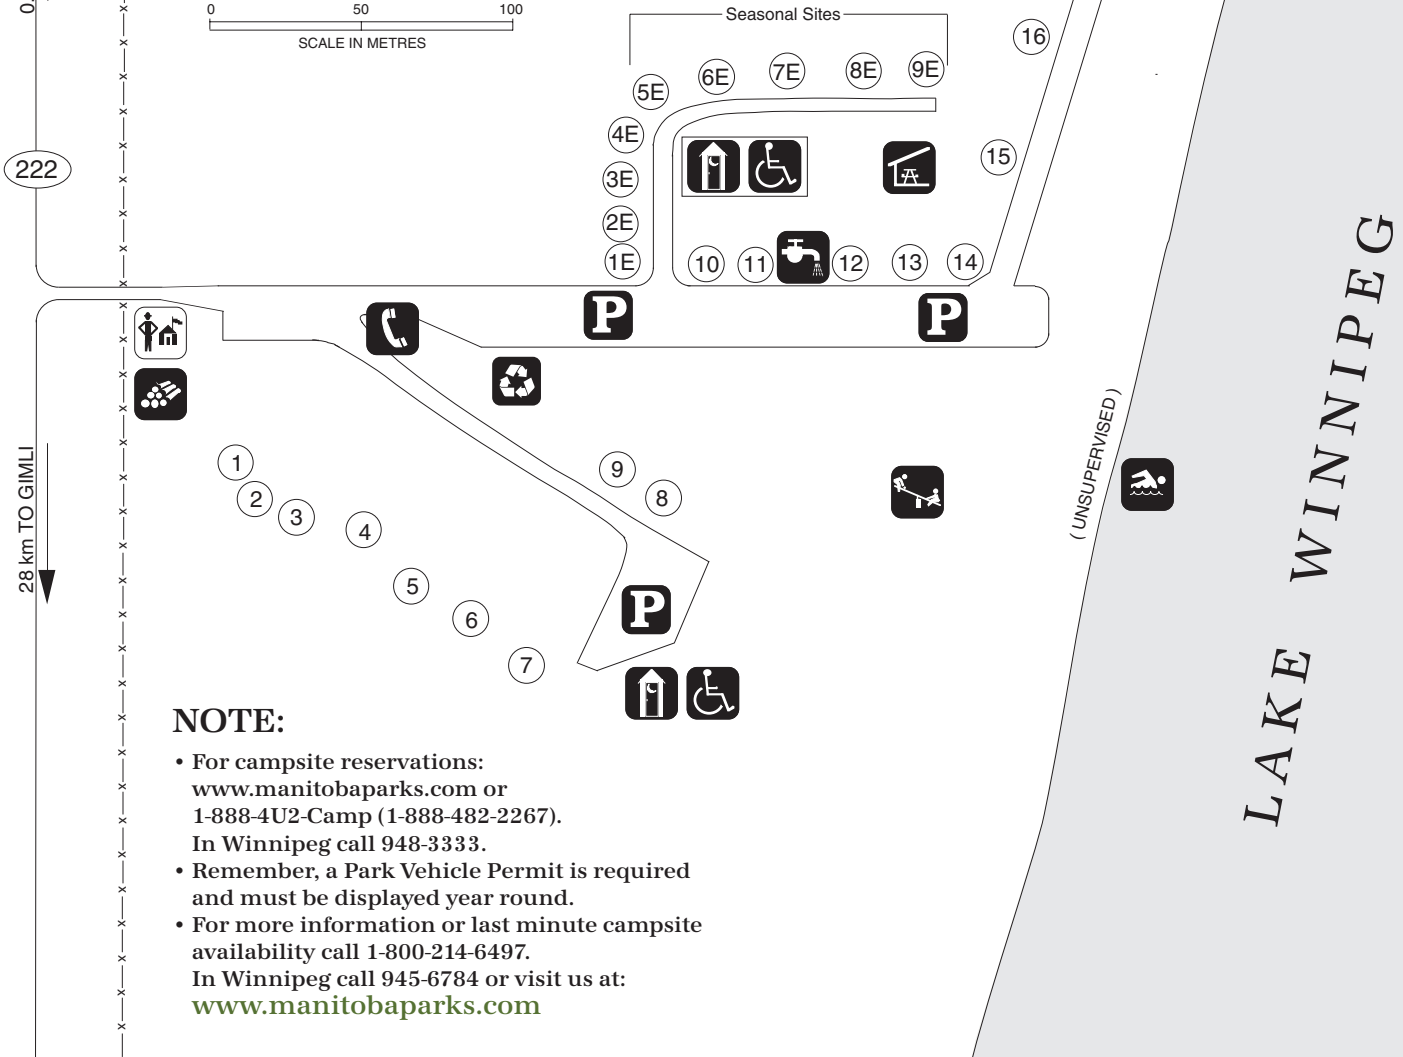 0 50 100
SCALE IN METRES
Seasonal Sites
16
5E 6E 7E 8E 9E
4E
15
222
3E
2E
1E 10 11 12 13 14
P P
28 km TO GIMLI
1
2
3
4
5
6
7
9
8
P
( UNSUPERVISED )
LAKE WINNIPEG
NOTE:
• For campsite reservations:
www.manitobaparks.com or
1-888-4U2-Camp (1-888-482-2267).
In Winnipeg call 948-3333.
• Remember, a Park Vehicle Permit is required
and must be displayed year round.
• For more information or last minute campsite
availability call 1-800-214-6497.
In Winnipeg call 945-6784 or visit us at:
www.manitobaparks.com